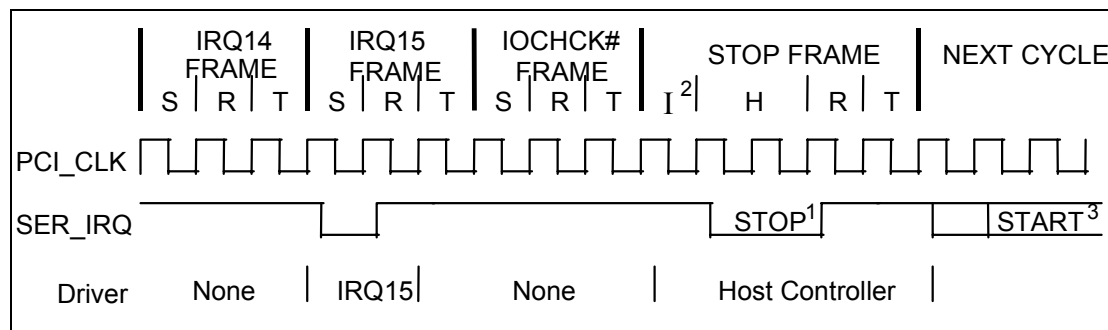 IRQ14 FRAME
IRQ15 FRAME
IOCHCK# FRAME
STOP FRAME
NEXT CYCLE
S R T S R T S R T I² H R T
PCI_CLK
SER_IRQ STOP¹ START³
Driver None IRQ15 None Host Controller